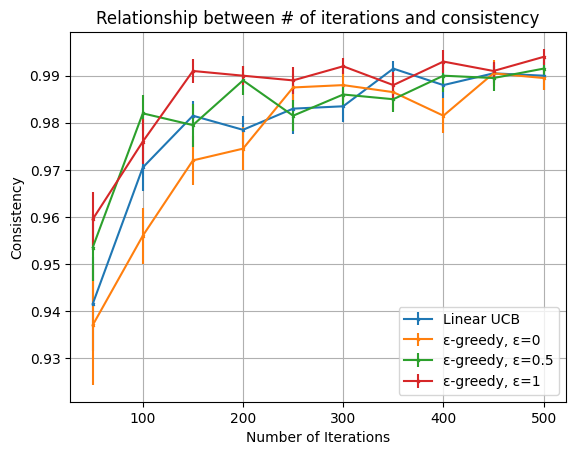 Relationship between # of iterations and consistency
Consistency
0.99
0.98
0.97
0.96
0.95
0.94
0.93
100
200
300
400
500
Number of Iterations
Linear UCB
ε-greedy, ε=0
ε-greedy, ε=0.5
ε-greedy, ε=1